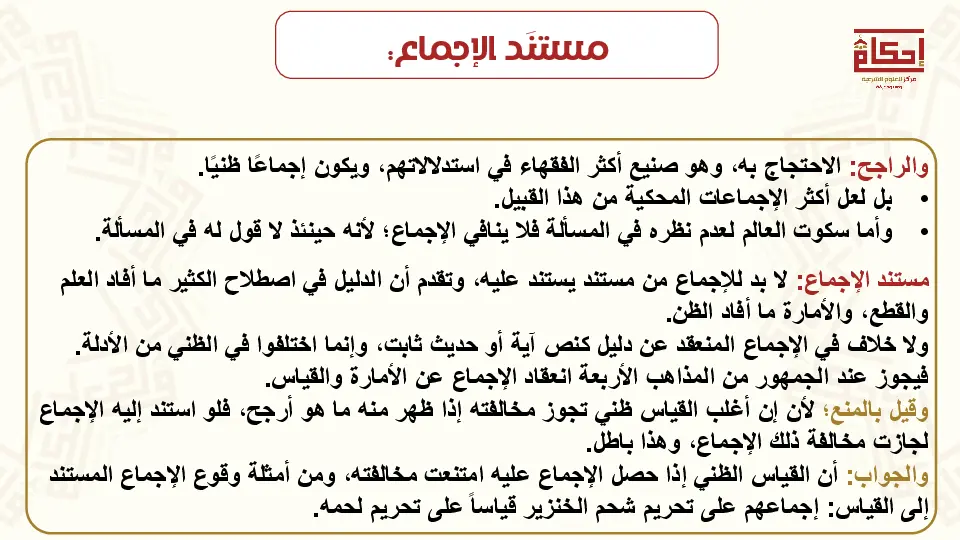 مستنَد الإجماع:
إحكام
مركز للعلوم الشرعية
والراجح: الاحتجاج به، وهو صنيع أكثر الفقهاء في استدلالاتهم، ويكون إجماعًا ظنيًا.
• بل لعل أكثر الإجماعات المحكية من هذا القبيل.
• وأما سكوت العالم لعدم نظره في المسألة فلا ينافي الإجماع؛ لأنه حينئذ لا قول له في المسألة.
مستند الإجماع: لا بد للإجماع من مستند يستند عليه، وتقدم أن الدليل في اصطلاح الكثير ما أفاد العلم
والقطع، والأمارة ما أفاد الظن.
ولا خلاف في الإجماع المنعقد عن دليل كنص آية أو حديث ثابت، وإنما اختلفوا في الظني من الأدلة.
فيجوز عند الجمهور من المذاهب الأربعة انعقاد الإجماع عن الأمارة والقياس.
وقيل بالمنع؛ لأن إن أغلب القياس ظني تجوز مخالفته إذا ظهر منه ما هو أرجح، فلو استند إليه الإجماع
لجازت مخالفة ذلك الإجماع، وهذا باطل.
والجواب: أن القياس الظني إذا حصل الإجماع عليه امتنعت مخالفته، ومن أمثلة وقوع الإجماع المستند
إلى القياس: إجماعهم على تحريم شحم الخنزير قياساً على تحريم لحمه.